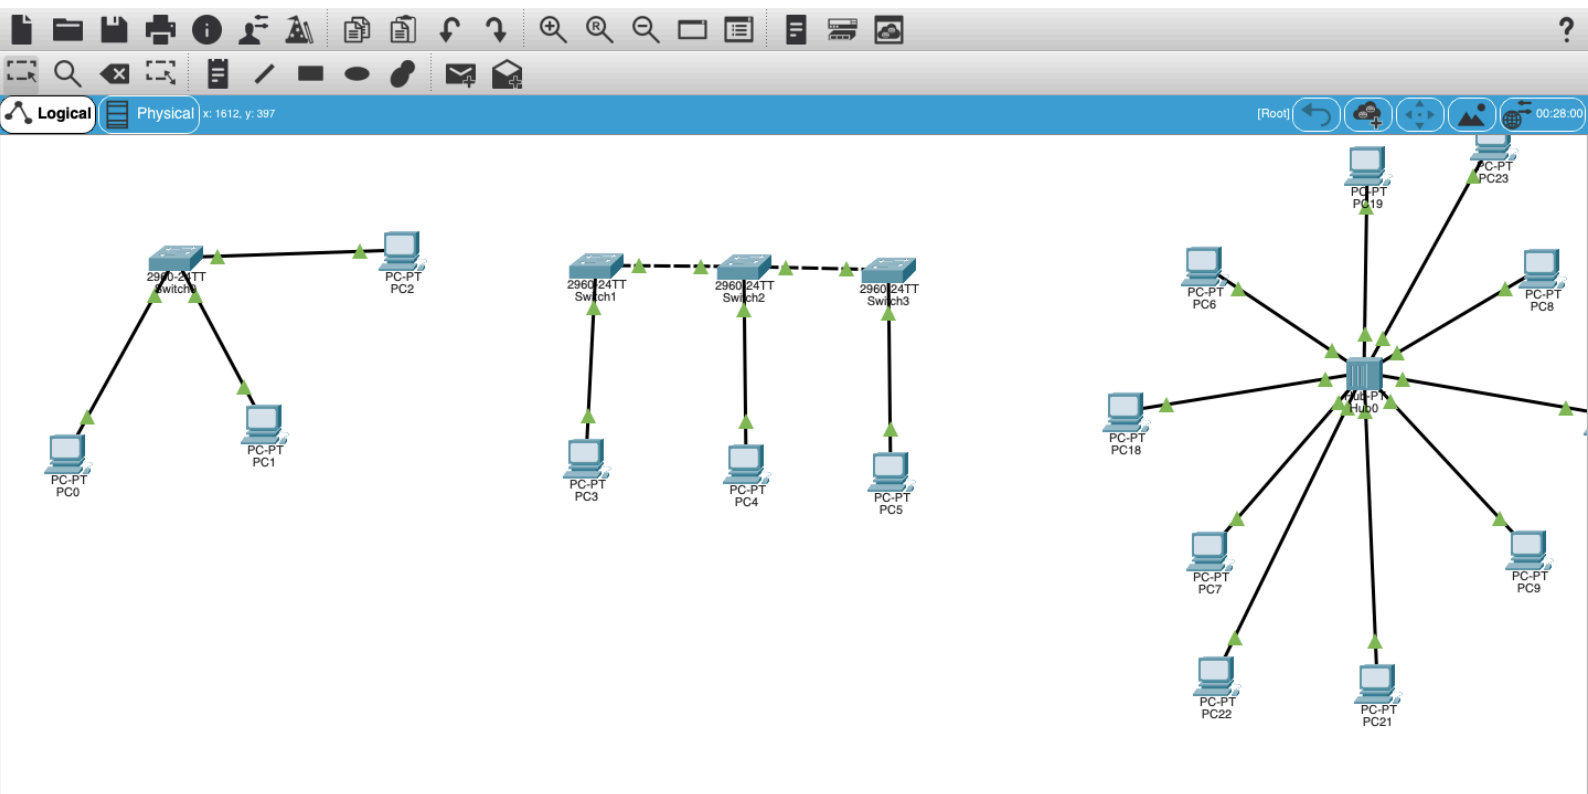 ?
R
Logical
Physical
x: 1612, y: 397
[Root]
00:28:00
2960-24TT
Switch0
PC-PT
PC2
PC-PT
PC0
PC-PT
PC1
2960-24TT
Switch1
2960-24TT
Switch2
2960-24TT
Switch3
PC-PT
PC3
PC-PT
PC4
PC-PT
PC5
PC-PT
PC19
PC-PT
PC23
PC-PT
PC6
PC-PT
PC8
Hub-PT
Hub0
PC-PT
PC18
PC-PT
PC7
PC-PT
PC9
PC-PT
PC22
PC-PT
PC21